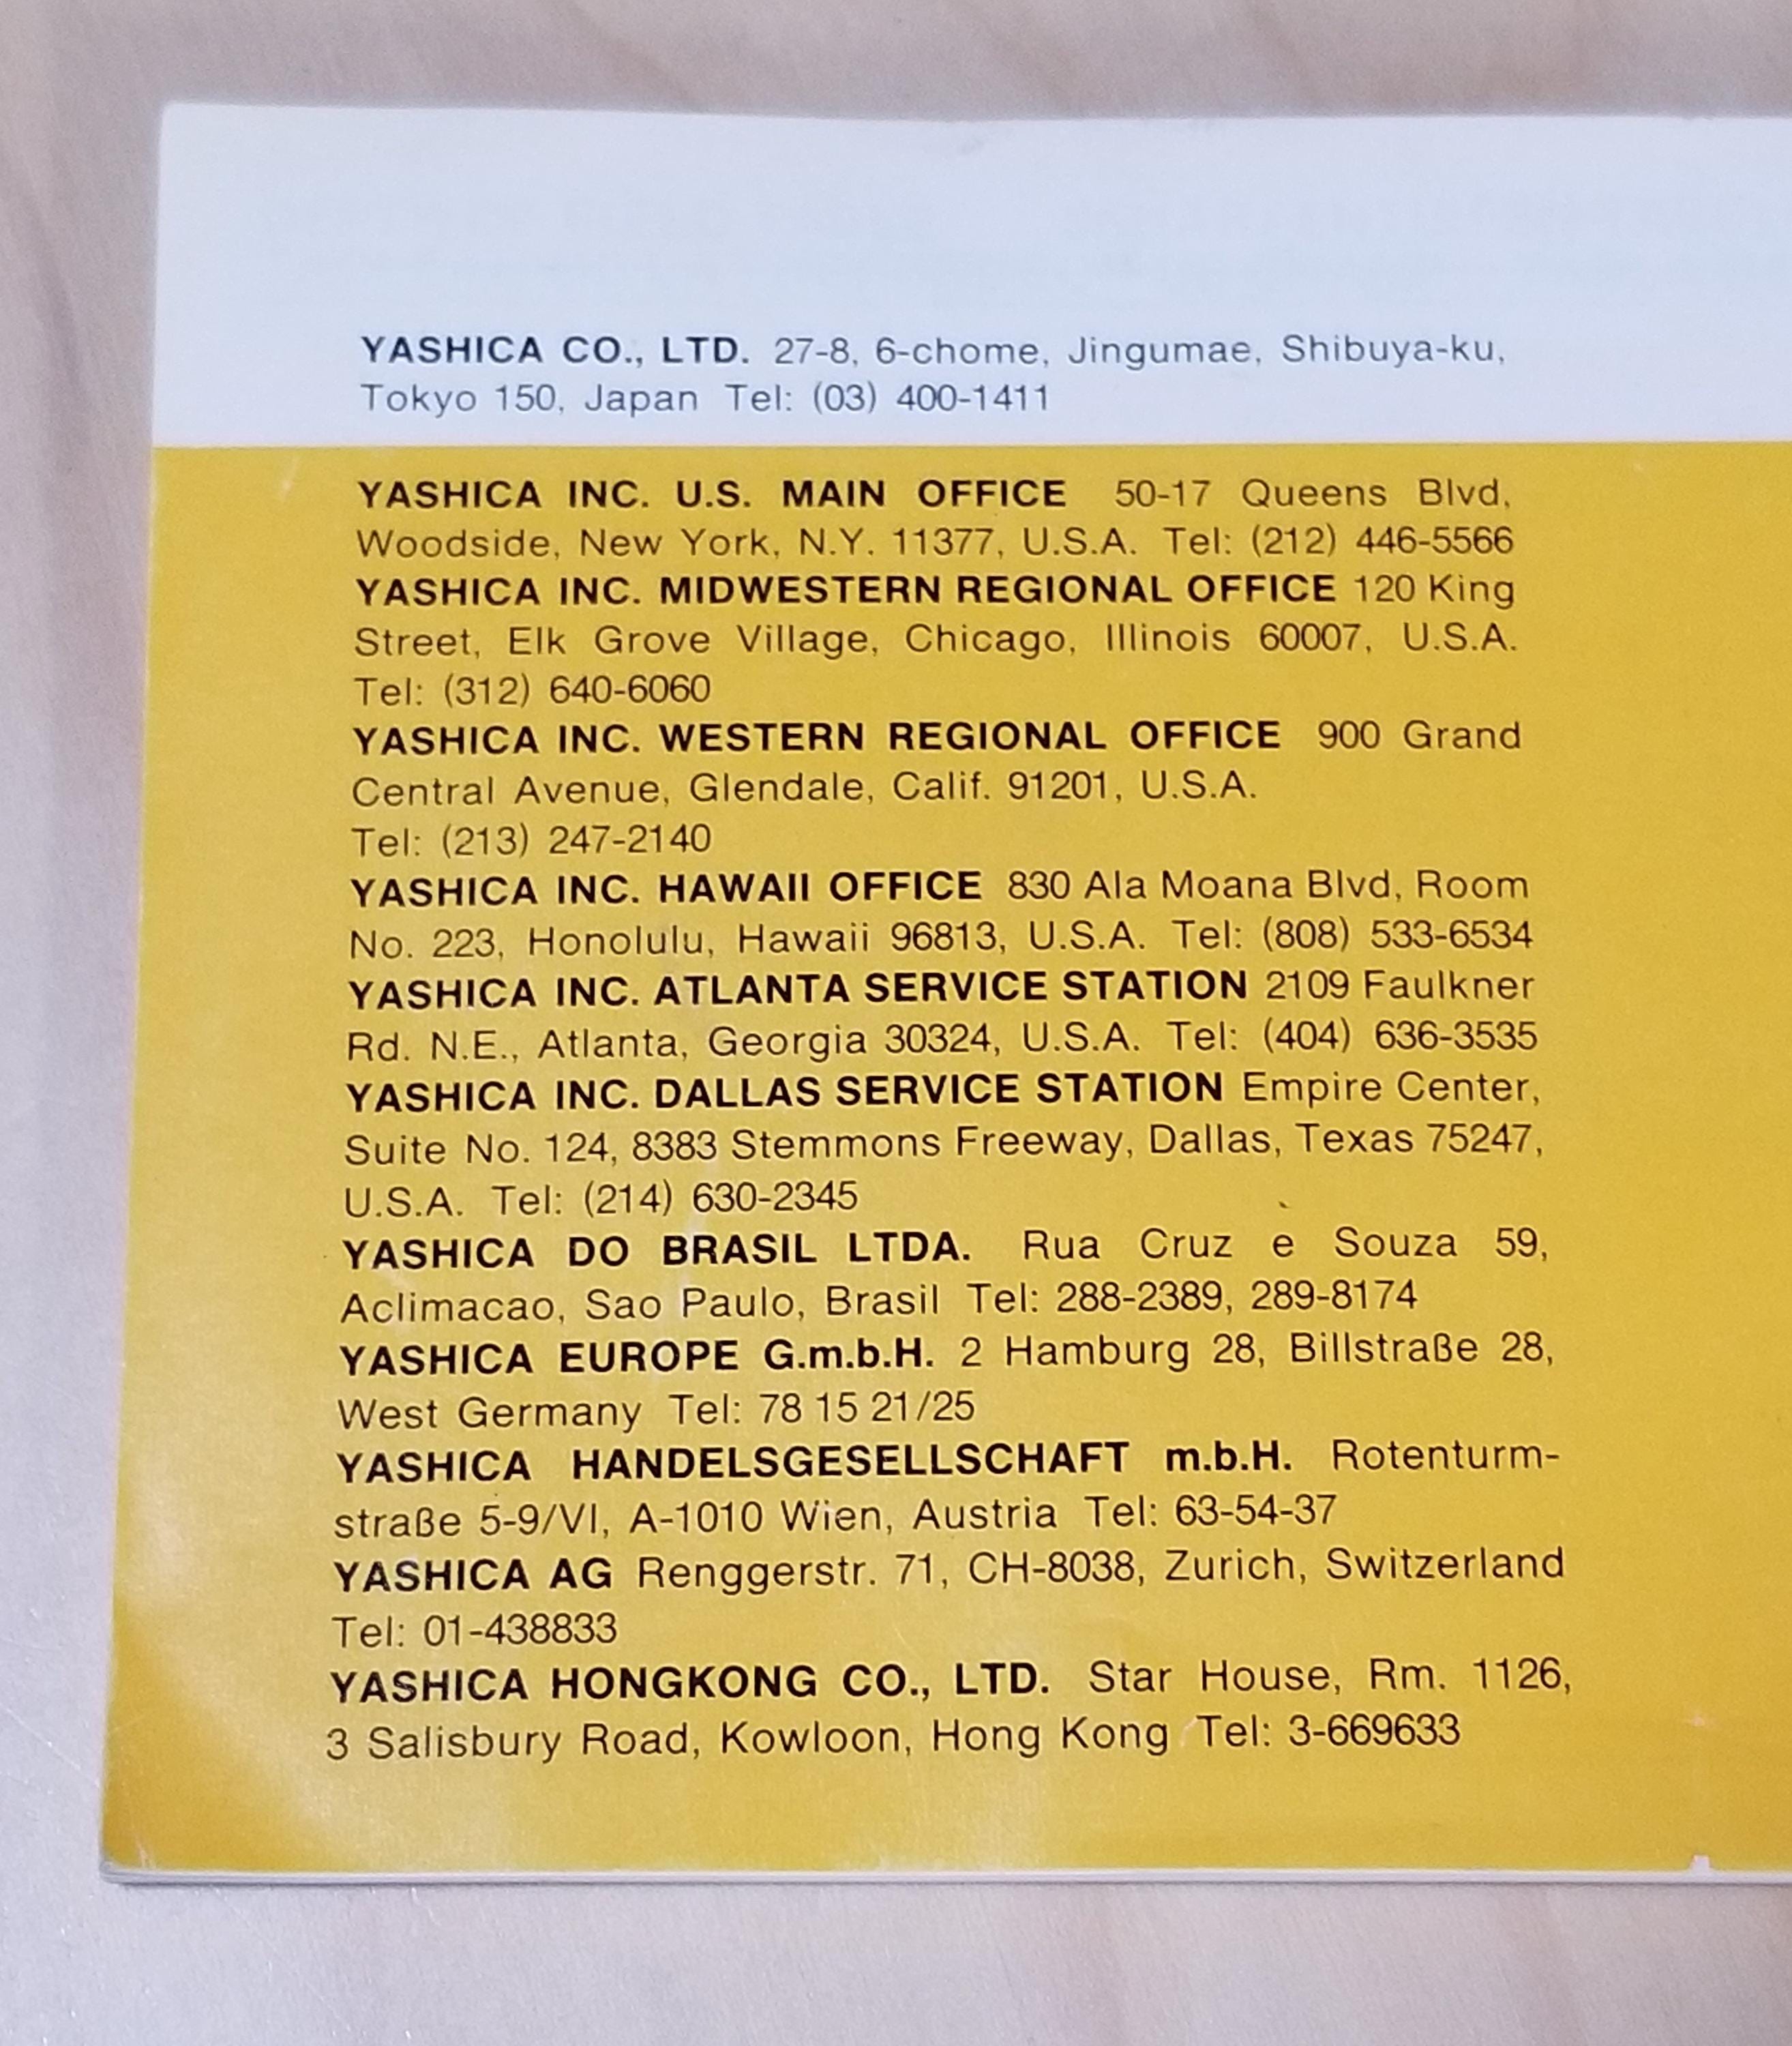 YASHICA CO., LTD. 27-8, 6-chome, Jingumae, Shibuya-ku,
Tokyo 150, Japan Tel: (03) 400-1411
YASHICA INC. U.S. MAIN OFFICE 50-17 Queens Blvd,
Woodside, New York, N.Y. 11377, U.S.A. Tel: (212) 446-5566
YASHICA INC. MIDWESTERN REGIONAL OFFICE 120 King
Street, Elk Grove Village, Chicago, Illinois 60007, U.S.A.
Tel: (312) 640-6060
YASHICA INC. WESTERN REGIONAL OFFICE 900 Grand
Central Avenue, Glendale, Calif. 91201, U.S.A.
Tel: (213) 247-2140
YASHICA INC. HAWAII OFFICE 830 Ala Moana Blvd, Room
No. 223, Honolulu, Hawaii 96813, U.S.A. Tel: (808) 533-6534
YASHICA INC. ATLANTA SERVICE STATION 2109 Faulkner
Rd. N.E., Atlanta, Georgia 30324, U.S.A. Tel: (404) 636-3535
YASHICA INC. DALLAS SERVICE STATION Empire Center,
Suite No. 124, 8383 Stemmons Freeway, Dallas, Texas 75247,
U.S.A. Tel: (214) 630-2345
YASHICA DO BRASIL LTDA. Rua Cruz e Souza 59,
Aclimacao, Sao Paulo, Brasil Tel: 288-2389, 289-8174
YASHICA EUROPE G.m.b.H. 2 Hamburg 28, Billstraße 28,
West Germany Tel: 78 15 21/25
YASHICA HANDELSGESELLSCHAFT m.b.H. Rotenturm-
straße 5-9/VI, A-1010 Wien, Austria Tel: 63-54-37
YASHICA AG Renggerstr. 71, CH-8038, Zurich, Switzerland
Tel: 01-438833
YASHICA HONGKONG CO., LTD. Star House, Rm. 1126,
3 Salisbury Road, Kowloon, Hong Kong Tel: 3-669633